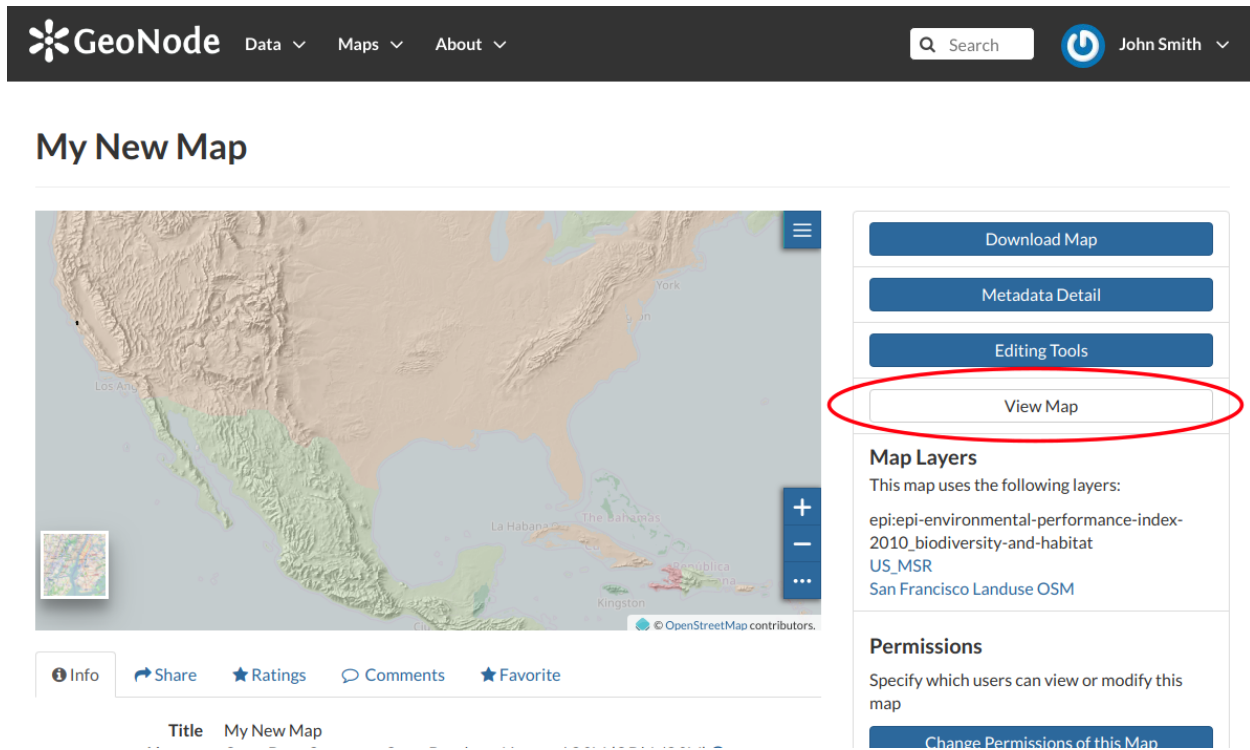 GeoNode Data Maps About Search John Smith
My New Map
Download Map
Metadata Detail
Editing Tools
View Map
Map Layers
This map uses the following layers:
epi:epi-environmental-performance-index-
2010_biodiversity-and-habitat
US_MSR
San Francisco Landuse OSM
Permissions
Specify which users can view or modify this
map
Change Permissions of this Map
York
Los Ang
La Habana
The Bahamas
República
Kingston
© OpenStreetMap contributors.
Info Share Ratings Comments Favorite
Title My New Map